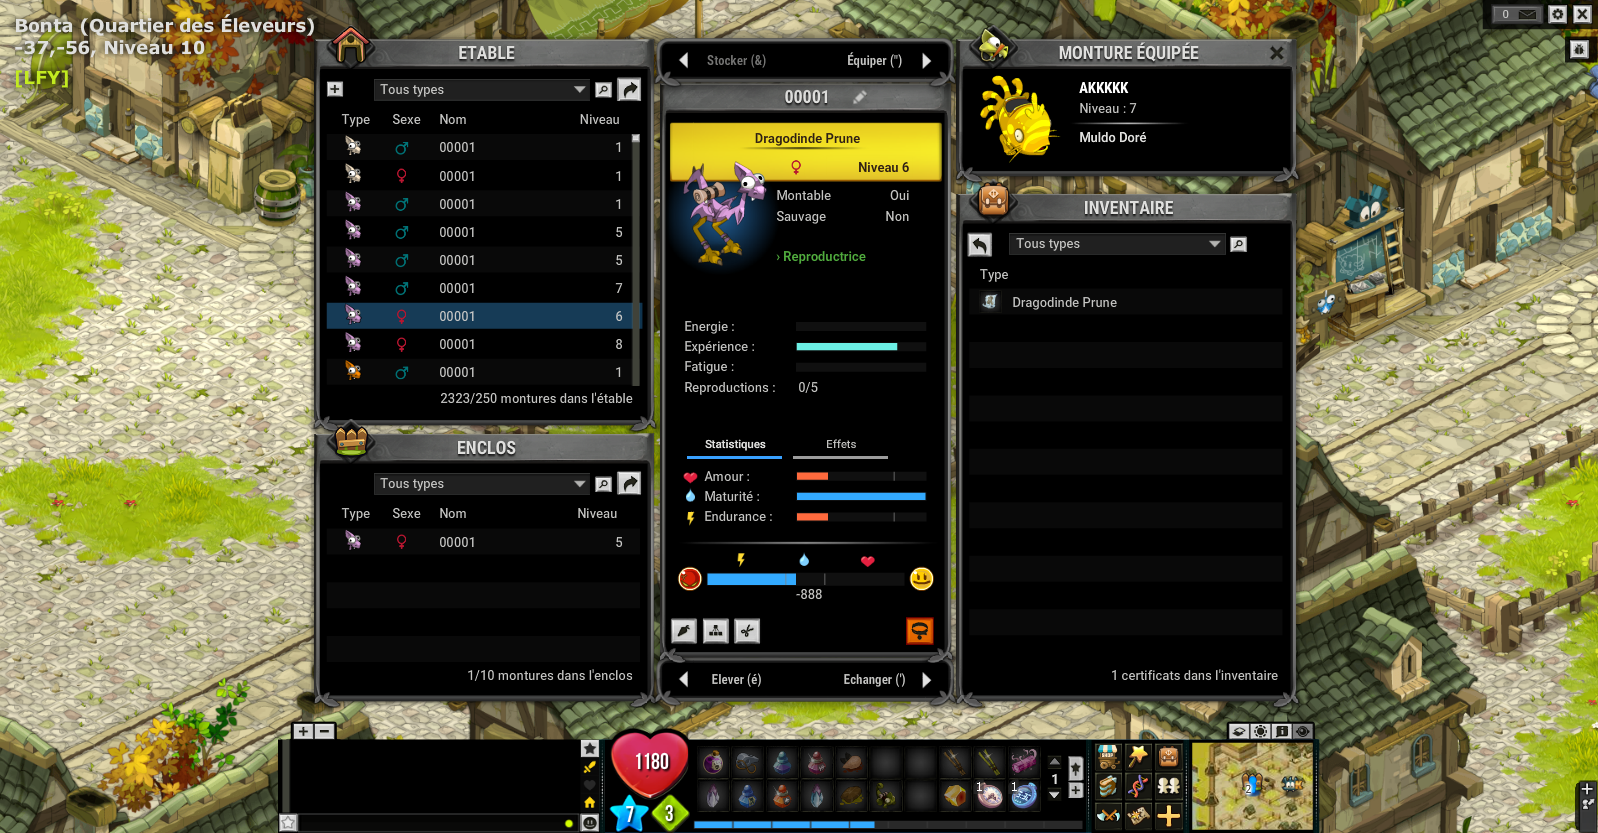 Bonta (Quartier des Éleveurs)
-37,-56, Niveau 10
[LFY]
0
ETABLE
Tous types
Type Sexe Nom Niveau
00001 1
00001 1
00001 1
00001 5
00001 5
00001 7
00001 6
00001 8
00001 1
2323/250 montures dans l'étable
ENCLOS
Tous types
Type Sexe Nom Niveau
00001 5
1/10 montures dans l'enclos
Stocker (&) Équiper (")
00001
Dragodinde Prune
Niveau 6
Montable Oui
Sauvage Non
› Reproductrice
Energie :
Expérience :
Fatigue :
Reproductions : 0/5
Statistiques Effets
Amour :
Maturité :
Endurance :
-888
Elever (é) Echanger (')
MONTURE ÉQUIPÉE
AKKKKK
Niveau : 7
Muldo Doré
INVENTAIRE
Tous types
Type
Dragodinde Prune
1 certificats dans l'inventaire
1180
7 3
1
1 1
2